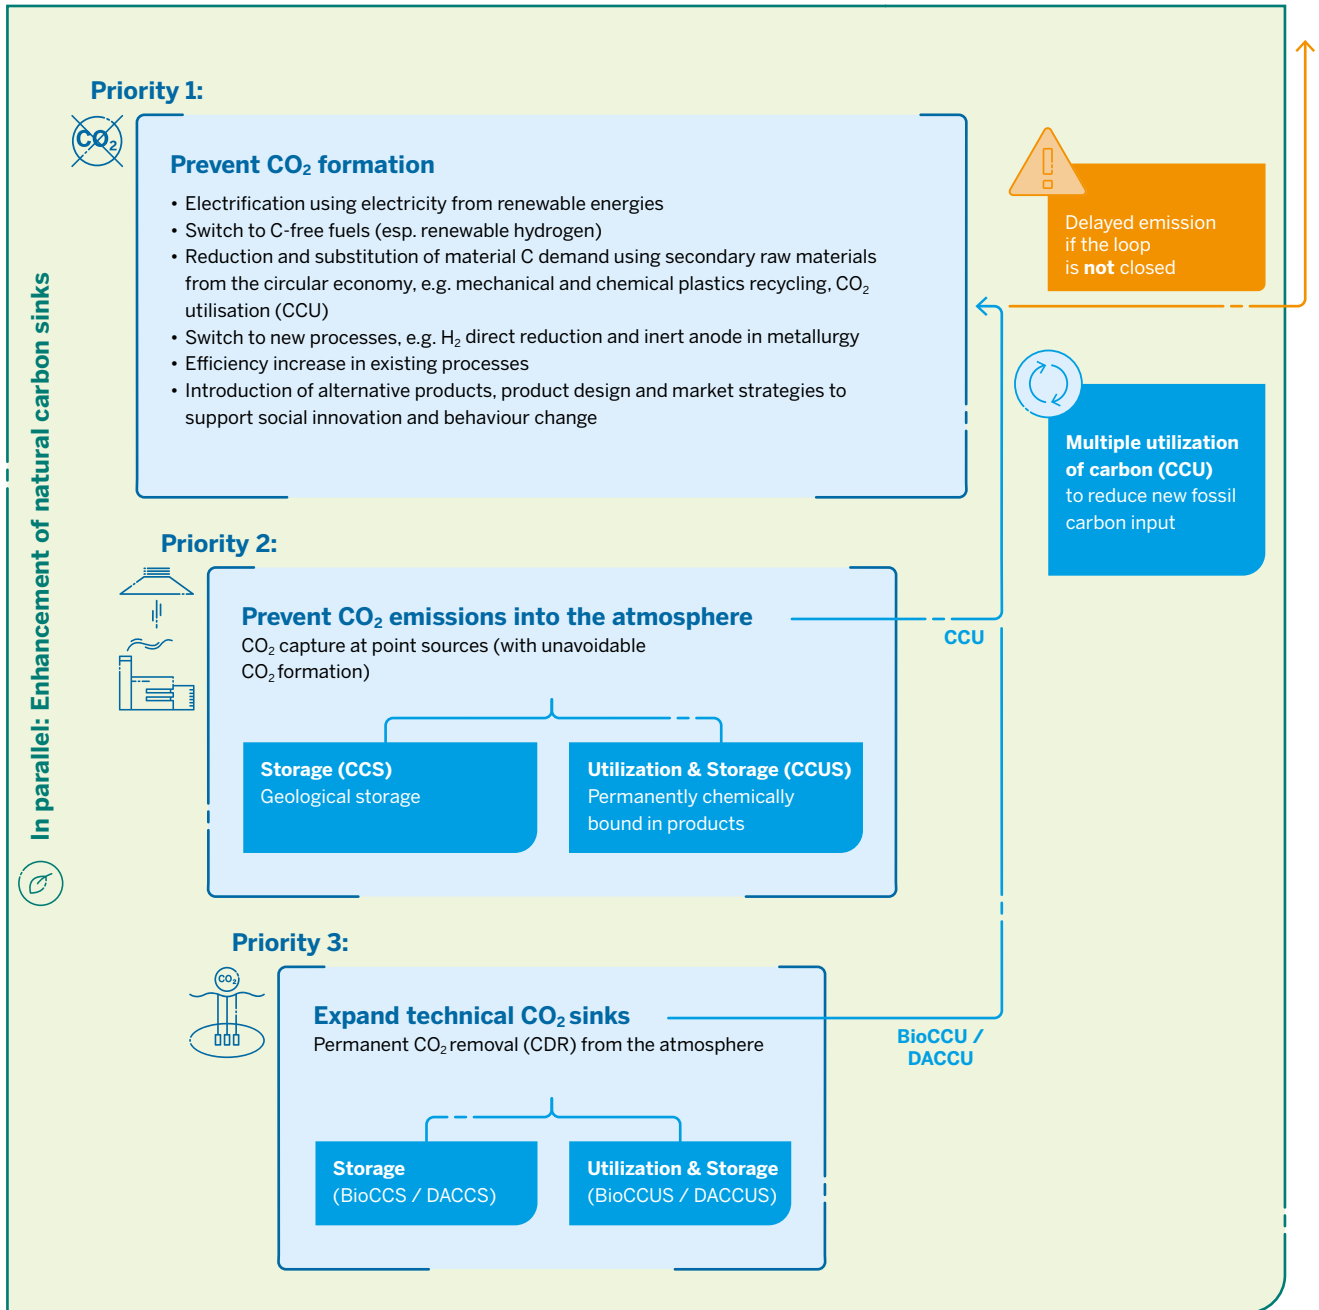 Priority 1:
CO₂
Prevent CO₂ formation
• Electrification using electricity from renewable energies
• Switch to C-free fuels (esp. renewable hydrogen)
• Reduction and substitution of material C demand using secondary raw materials
from the circular economy, e.g. mechanical and chemical plastics recycling, CO₂
utilisation (CCU)
• Switch to new processes, e.g. H₂ direct reduction and inert anode in metallurgy
• Efficiency increase in existing processes
• Introduction of alternative products, product design and market strategies to
support social innovation and behaviour change
Delayed emission
if the loop
is not closed
Multiple utilization
of carbon (CCU)
to reduce new fossil
carbon input
In parallel: Enhancement of natural carbon sinks
Priority 2:
Prevent CO₂ emissions into the atmosphere
CO₂ capture at point sources (with unavoidable
CO₂ formation)
CCU
Storage (CCS)
Geological storage
Utilization & Storage (CCUS)
Permanently chemically
bound in products
Priority 3:
CO₂
Expand technical CO₂ sinks
Permanent CO₂ removal (CDR) from the atmosphere
BioCCU /
DACCU
Storage
(BioCCS / DACCS)
Utilization & Storage
(BioCCUS / DACCUS)